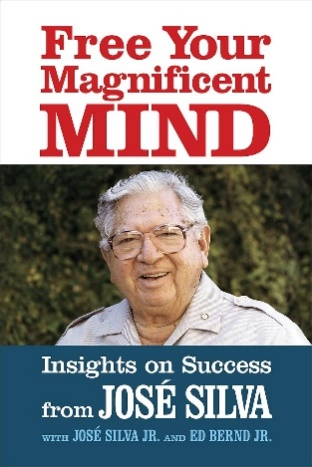 Free Your
Magnificent
MIND
Insights on Success
from JOSÉ SILVA
WITH JOSÉ SILVA JR. AND ED BERND JR.